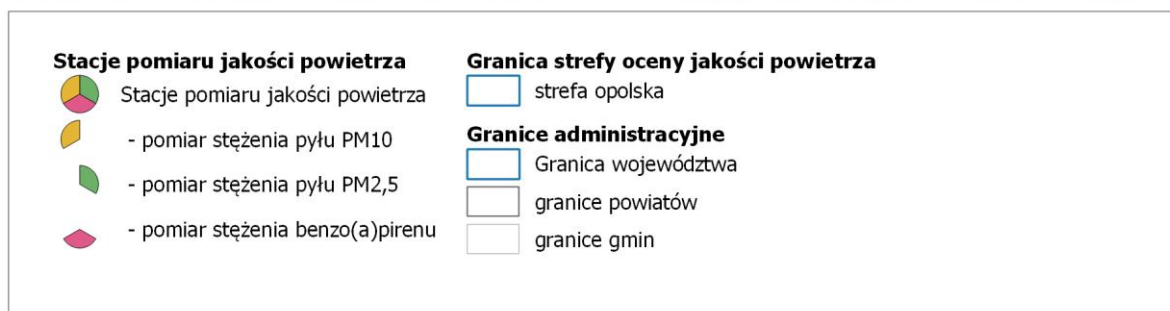 Stacje pomiaru jakości powietrza
Stacje pomiaru jakości powietrza
- pomiar stężenia pyłu PM10
- pomiar stężenia pyłu PM2,5
- pomiar stężenia benzo(a)pirenu
Granica strefy oceny jakości powietrza
strefa opolska
Granice administracyjne
Granica województwa
granice powiatów
granice gmin